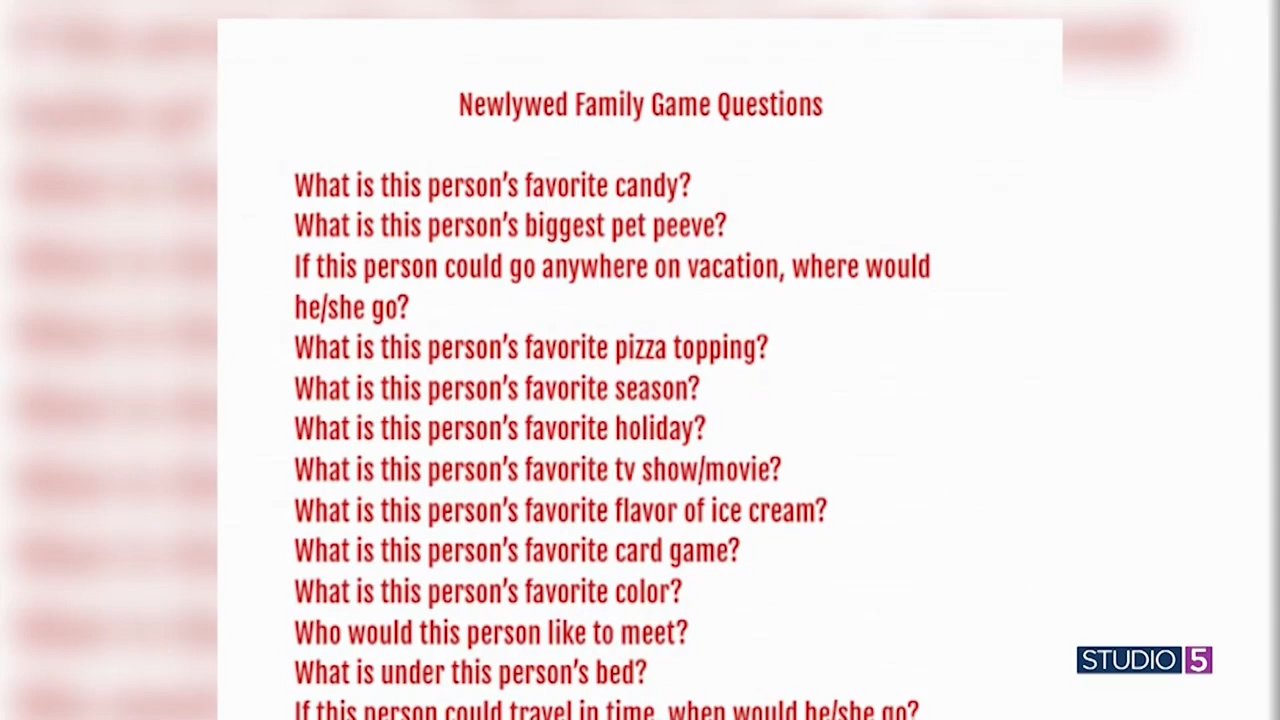 Newlywed Family Game Questions
What is this person's favorite candy?
What is this person's biggest pet peeve?
If this person could go anywhere on vacation, where would
he/she go?
What is this person's favorite pizza topping?
What is this person's favorite season?
What is this person's favorite holiday?
What is this person's favorite tv show/movie?
What is this person's favorite flavor of ice cream?
What is this person's favorite card game?
What is this person's favorite color?
Who would this person like to meet?
What is under this person's bed?
If this person could travel in time, when would he/she go?
STUDIO 5